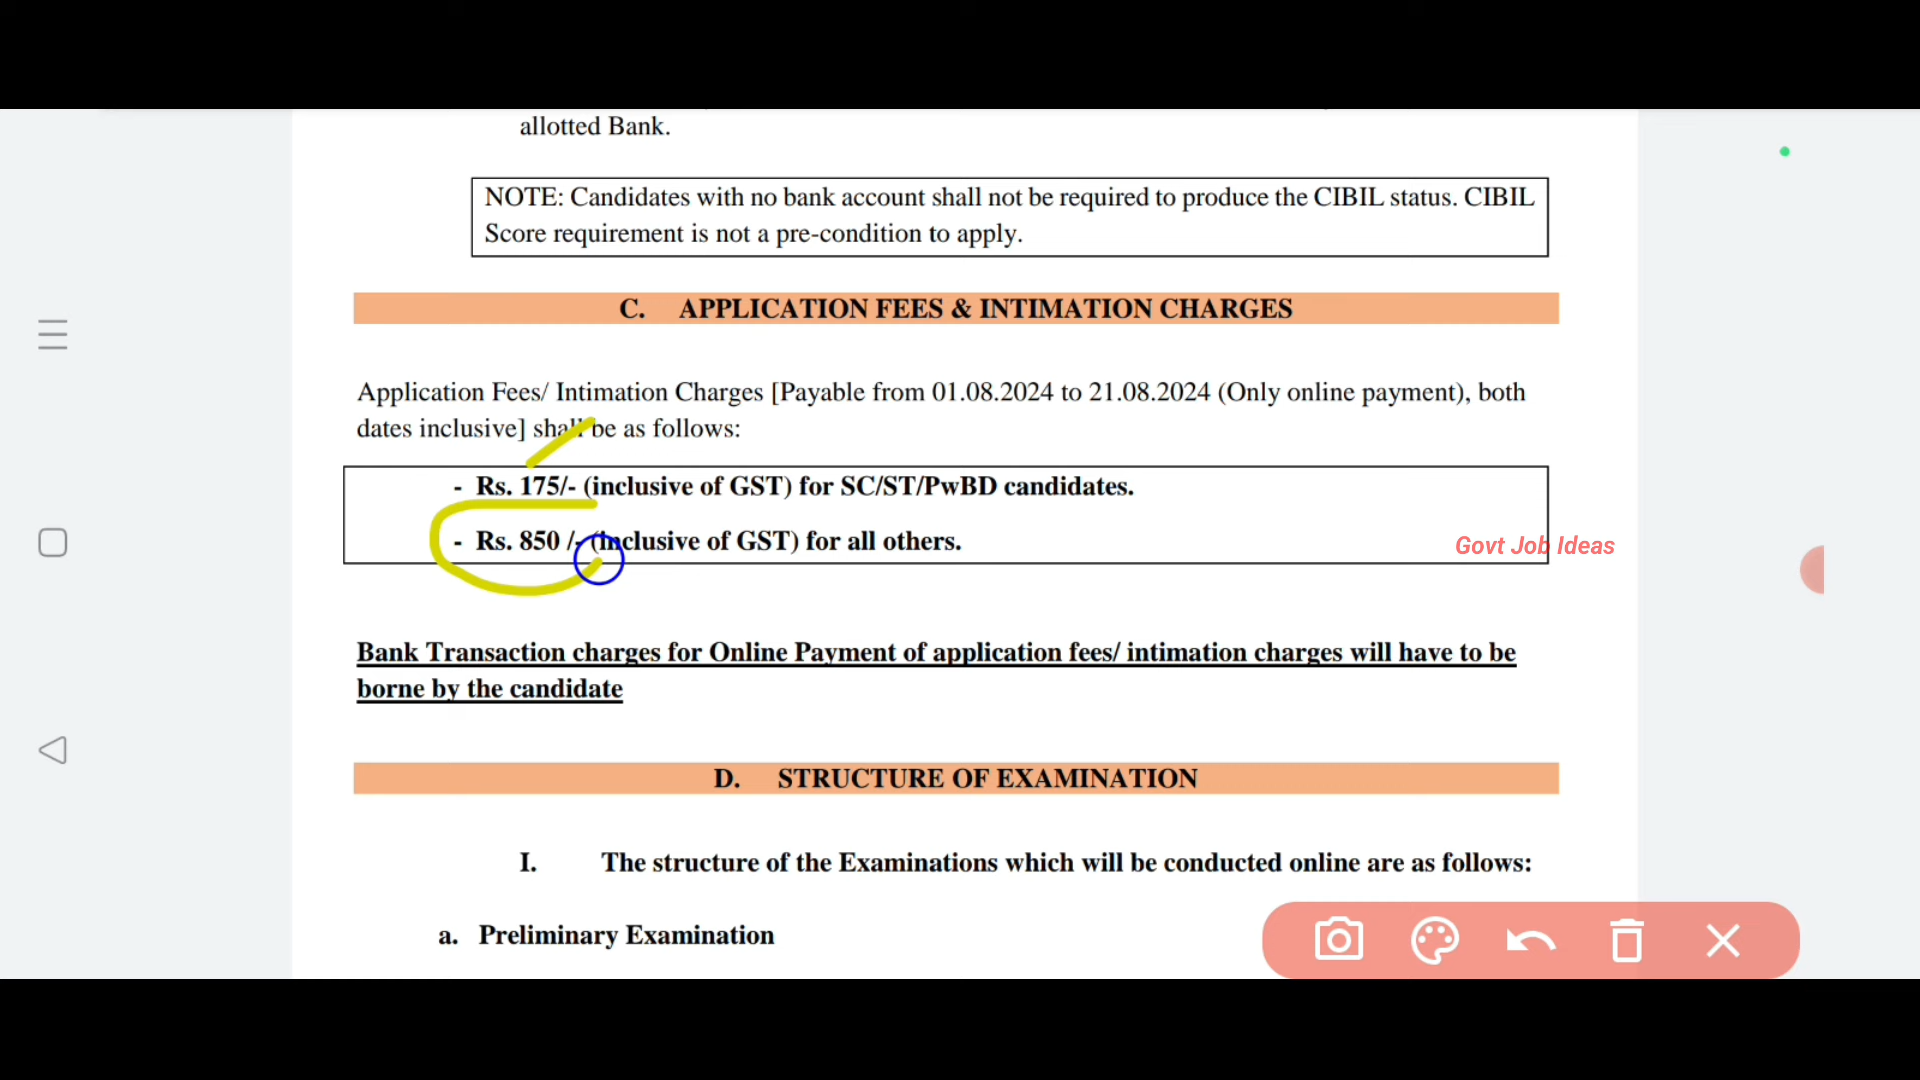 allotted Bank.
NOTE: Candidates with no bank account shall not be required to produce the CIBIL status. CIBIL
Score requirement is not a pre-condition to apply.
C. APPLICATION FEES & INTIMATION CHARGES
Application Fees/ Intimation Charges [Payable from 01.08.2024 to 21.08.2024 (Only online payment), both
dates inclusive] shall be as follows:
- Rs. 175/- (inclusive of GST) for SC/ST/PwBD candidates.
- Rs. 850 /- (inclusive of GST) for all others.
Govt Job Ideas
Bank Transaction charges for Online Payment of application fees/ intimation charges will have to be
borne by the candidate
D. STRUCTURE OF EXAMINATION
I. The structure of the Examinations which will be conducted online are as follows:
a. Preliminary Examination